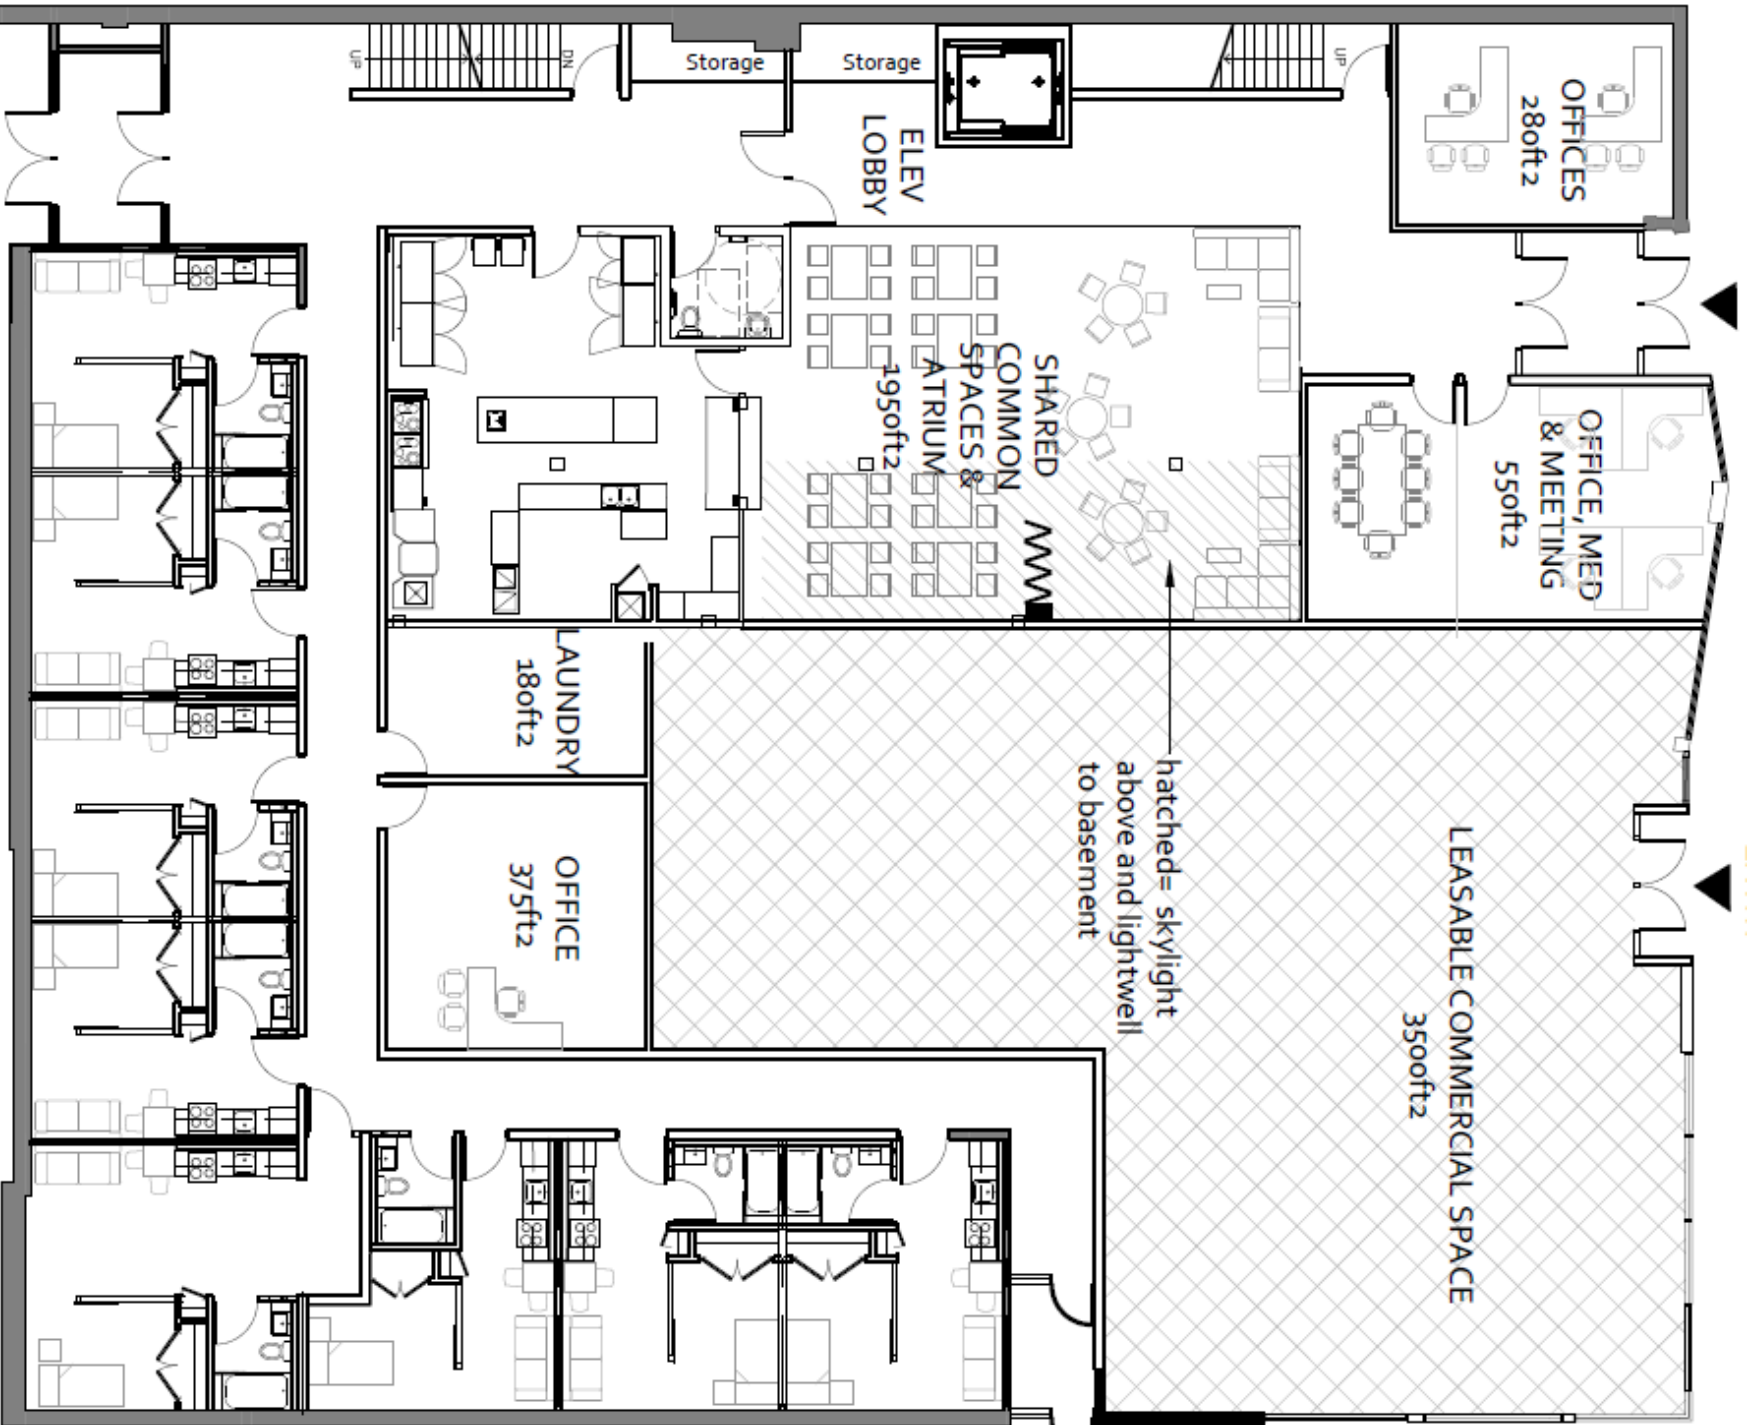 UP
DN
Storage
Storage
UP
ELEV
LOBBY
OFFICES
280ft2
SHARED
COMMON
SPACES &
ATRIUM
1950ft2
OFFICE, MED
& MEETING
550ft2
LAUNDRY
180ft2
OFFICE
375ft2
hatched= skylight
above and lightwell
to basement
LEASABLE COMMERCIAL SPACE
3500ft2